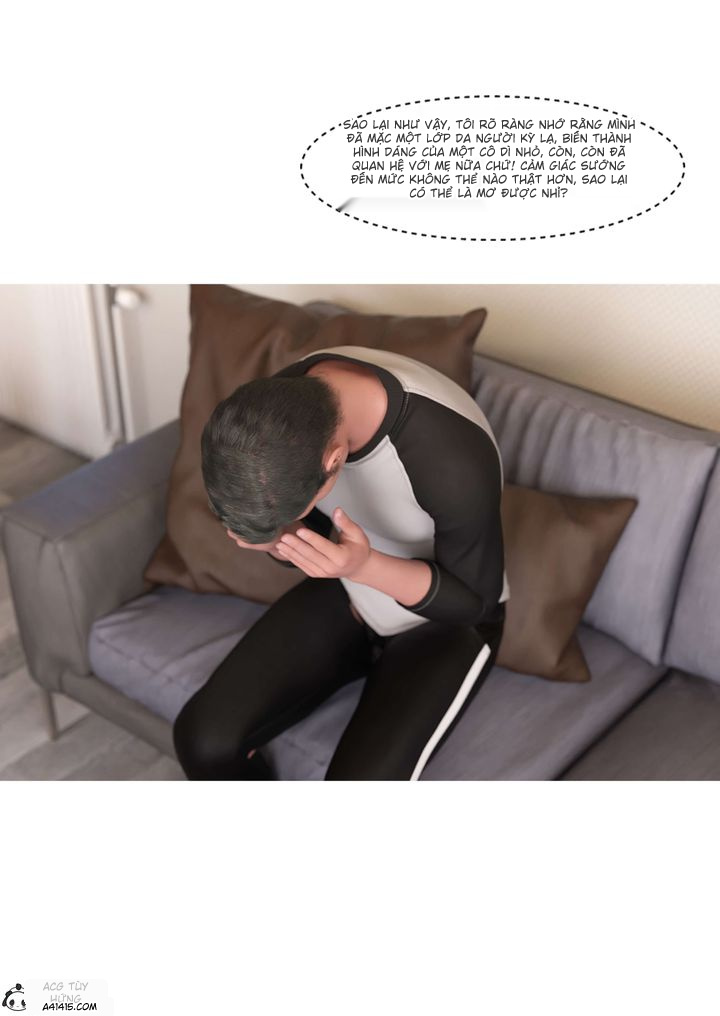 SAO LẠI NHƯ VẬY, TÔI RÕ RÀNG NHỚ RẰNG MÌNH
ĐÃ MẶC MỘT LỚP DA NGƯỜI KỲ LẠ, BIẾN THÀNH
HÌNH DÁNG CỦA MỘT CÔ DÌ NHỎ, CÒN, CÒN ĐÃ
QUAN HỆ VỚI MẸ NỮA CHỨ! CẢM GIÁC SƯỚNG
ĐẾN MỨC KHÔNG THỂ NÀO THẬT HƠN, SAO LẠI
CÓ THỂ LÀ MƠ ĐƯỢC NHỈ?
ACG TÙY
HỨNG
A41415.COM